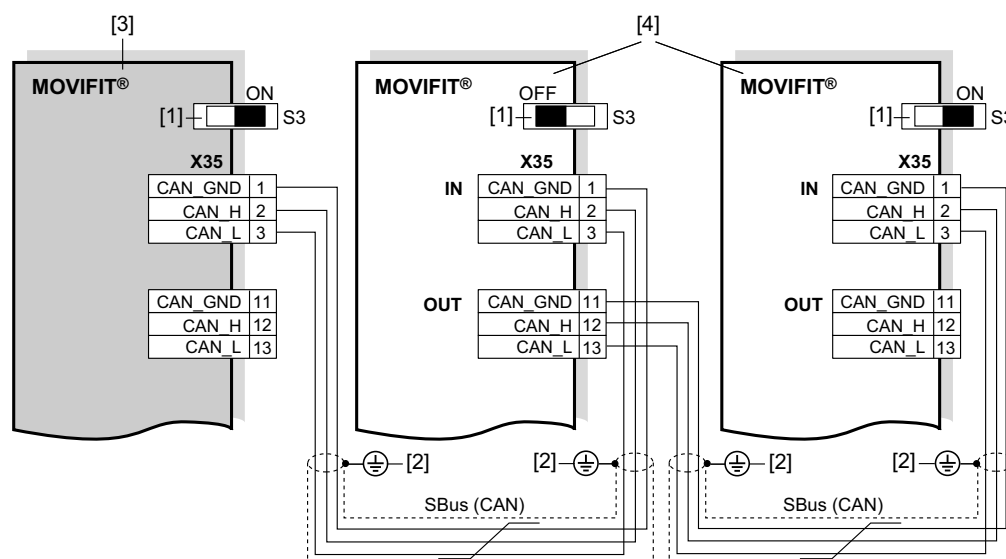 [3]
[4]
MOVIFIT®
ON
[1]
S3
X35
CAN_GND 1
CAN_H 2
CAN_L 3
CAN_GND 11
CAN_H 12
CAN_L 13
MOVIFIT®
OFF
[1]
S3
X35
IN
CAN_GND 1
CAN_H 2
CAN_L 3
OUT
CAN_GND 11
CAN_H 12
CAN_L 13
MOVIFIT®
ON
[1]
S3
X35
IN
CAN_GND 1
CAN_H 2
CAN_L 3
OUT
CAN_GND 11
CAN_H 12
CAN_L 13
[2]
[2]
SBus (CAN)
[2]
[2]
SBus (CAN)